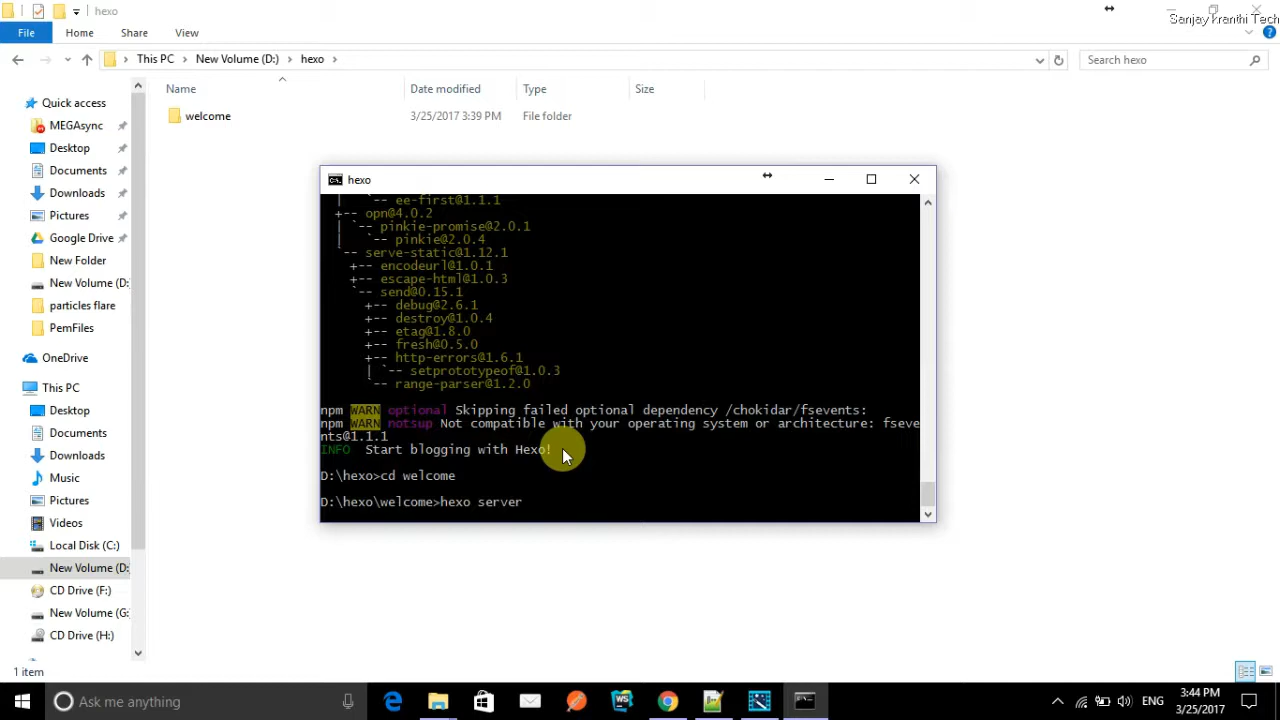 hexo
Sanjay kranthi Tech
File Home Share View
This PC New Volume (D:) hexo
Search hexo
Name Date modified Type Size
welcome 3/25/2017 3:39 PM File folder
Quick access
MEGAsync
Desktop
Documents
Downloads
Pictures
Google Drive
New Folder
New Volume (D:
particles flare
PemFiles
OneDrive
This PC
Desktop
Documents
Downloads
Music
Pictures
Videos
Local Disk (C:)
New Volume (D:
CD Drive (F:)
New Volume (G:
CD Drive (H:)
1 item
hexo
| `-- ee-first@1.1.1
+-- opn@4.0.2
| `-- pinkie-promise@2.0.1
|   `-- pinkie@2.0.4
`-- serve-static@1.12.1
+-- encodeurl@1.0.1
+-- escape-html@1.0.3
`-- send@0.15.1
+-- debug@2.6.1
+-- destroy@1.0.4
+-- etag@1.8.0
+-- fresh@0.5.0
+-- http-errors@1.6.1
| `-- setprototypeof@1.0.3
`-- range-parser@1.2.0
npm WARN optional Skipping failed optional dependency /chokidar/fsevents:
npm WARN notsup Not compatible with your operating system or architecture: fseve
nts@1.1.1
INFO  Start blogging with Hexo!
D:\hexo>cd welcome
D:\hexo\welcome>hexo server
Ask me anything
WS
ENG
3:44 PM
3/25/2017